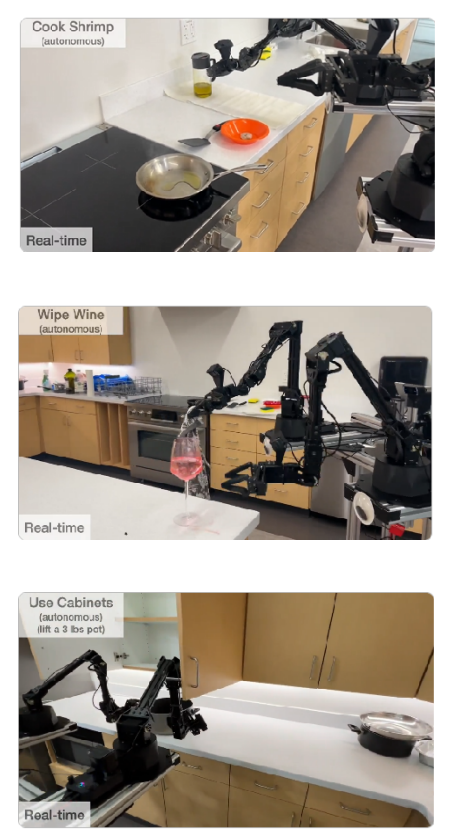 Cook Shrimp
(autonomous)
Real-time
Wipe Wine
(autonomous)
Real-time
Use Cabinets
(autonomous)
(lift a 3 lbs pot)
Real-time